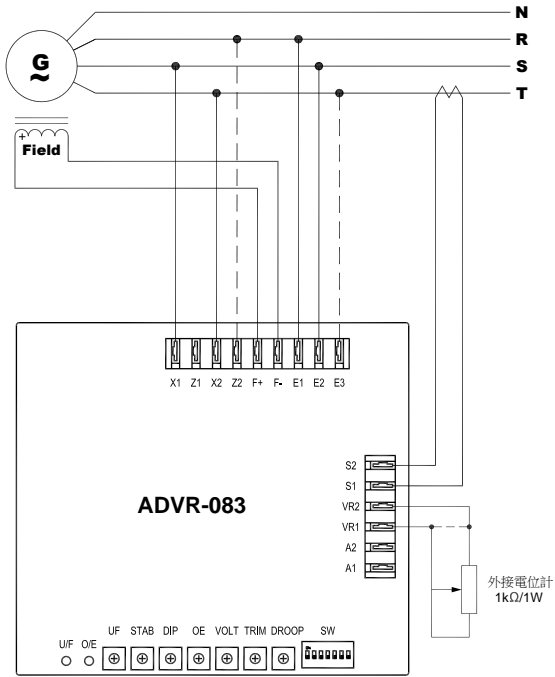 N
R
S
T
G
~
+
Field
X1 Z1 X2 Z2 F+ F- E1 E2 E3
S2
S1
VR2
VR1
A2
A1
ADVR-083
外接電位計
1kΩ/1W
U/F O/E UF STAB DIP OE VOLT TRIM DROOP SW